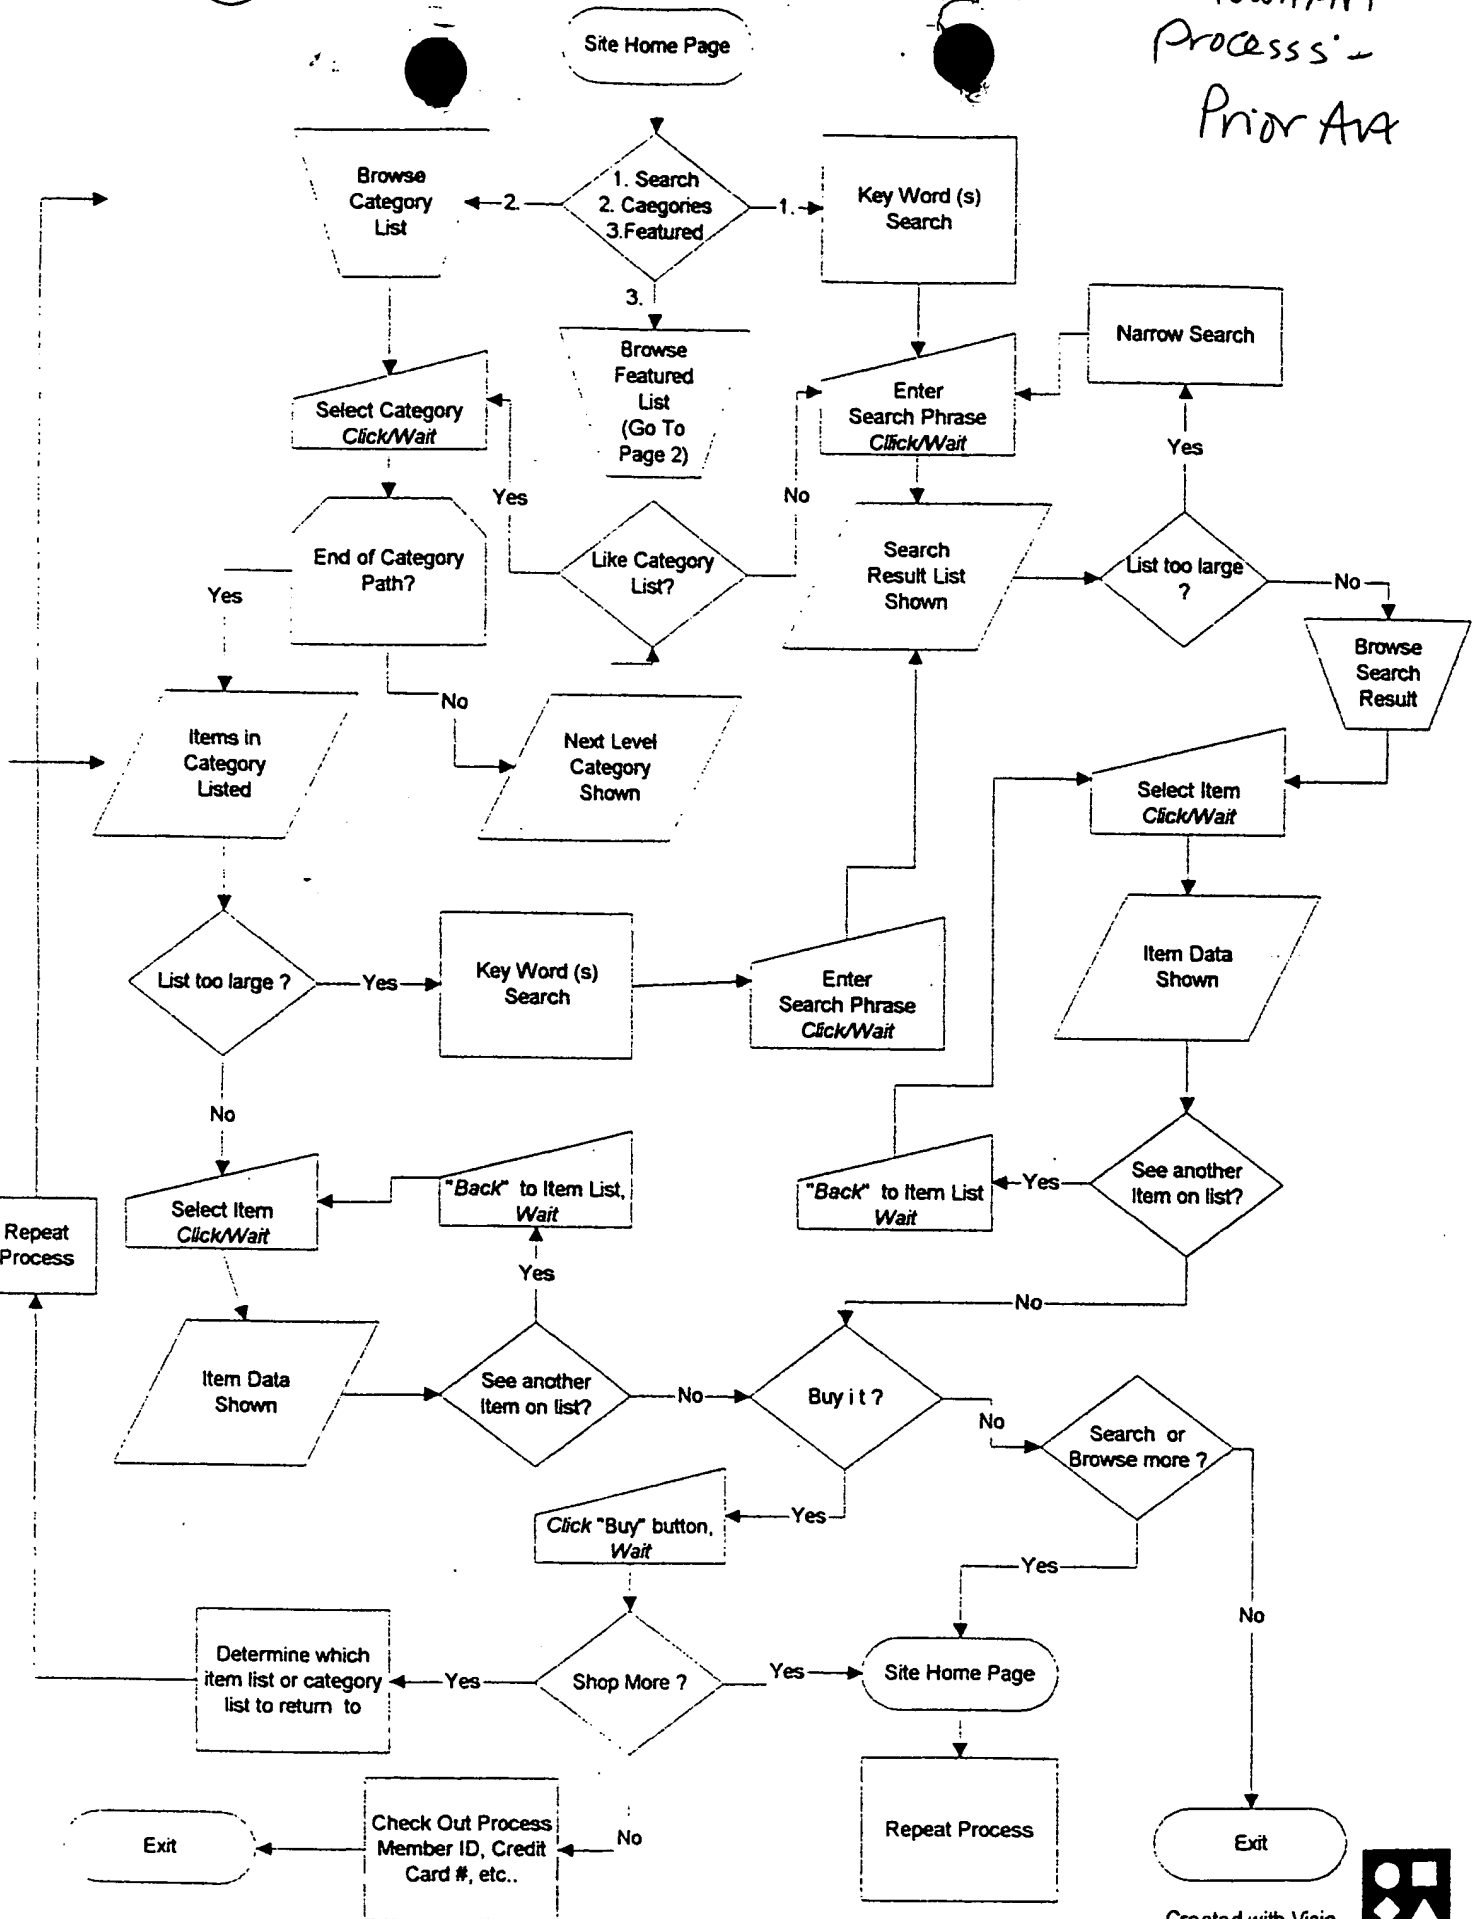 Site Home Page
Processs -
Prior Art
Browse
Category
List
2.
1. Search
2. Caegories
3.Featured
1.
Key Word (s)
Search
3.
Browse
Featured
List
(Go To
Page 2)
Narrow Search
Select Category
Click/Wait
Enter
Search Phrase
Click/Wait
Yes
Yes
No
End of Category
Path?
Like Category
List?
Search
Result List
Shown
List too large
?
No
Yes
Browse
Search
Result
No
Items in
Category
Listed
Next Level
Category
Shown
Select Item
Click/Wait
List too large ?
Yes
Key Word (s)
Search
Enter
Search Phrase
Click/Wait
Item Data
Shown
No
Select Item
Click/Wait
"Back" to Item List,
Wait
"Back" to Item List
Wait
Yes
See another
Item on list?
Repeat
Process
Yes
No
Item Data
Shown
See another
Item on list?
No
Buy i t ?
No
Search or
Browse more ?
Click "Buy" button,
Wait
Yes
Yes
No
Determine which
item list or category
list to return to
Yes
Shop More ?
Yes
Site Home Page
Exit
Check Out Process
Member ID, Credit
Card #, etc..
No
Repeat Process
Exit
Created with Visio